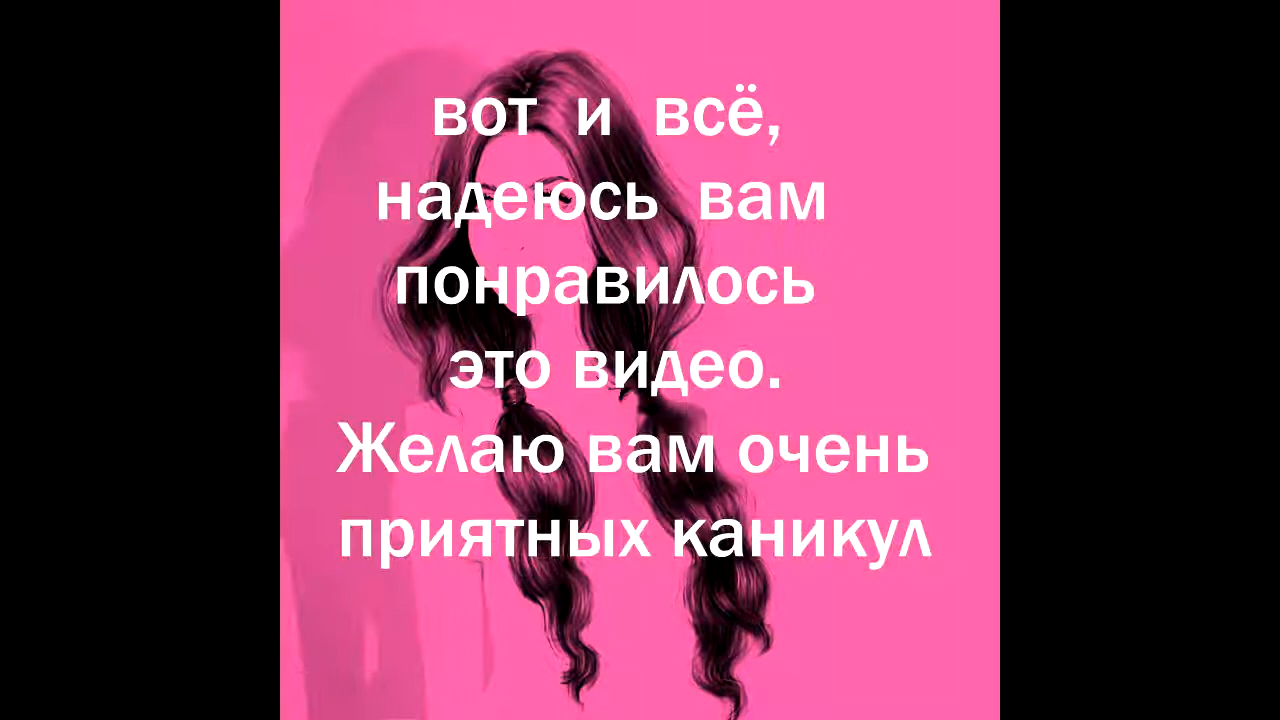 вот и всё,
надеюсь вам
понравилось
это видео.
Желаю вам очень
приятных каникул